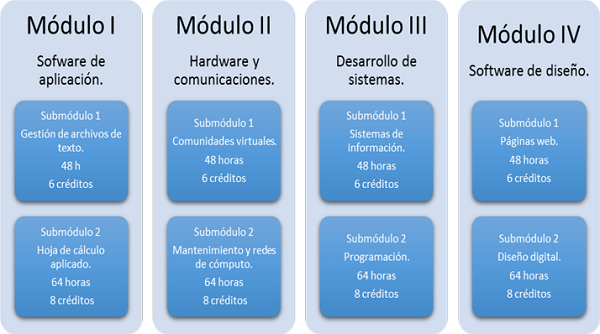 Módulo I
Sofware de
aplicación.
Submódulo 1
Gestión de archivos de
texto.
48 h
6 créditos
Submódulo 2
Hoja de cálculo
aplicado.
64 horas
8 créditos
Módulo II
Hardware y
comunicaciones.
Submódulo 1
Comunidades virtuales.
48 horas
6 créditos
Submódulo 2
Mantenimiento y redes
de cómputo.
64 horas
8 créditos
Módulo III
Desarrollo de
sistemas.
Submódulo 1
Sistemas de
información.
48 horas
6 créditos
Submódulo 2
Programación.
64 horas
8 créditos
Módulo IV
Software de diseño.
Submódulo 1
Páginas web.
48 horas
6 créditos
Submódulo 2
Diseño digital.
64 horas
8 créditos